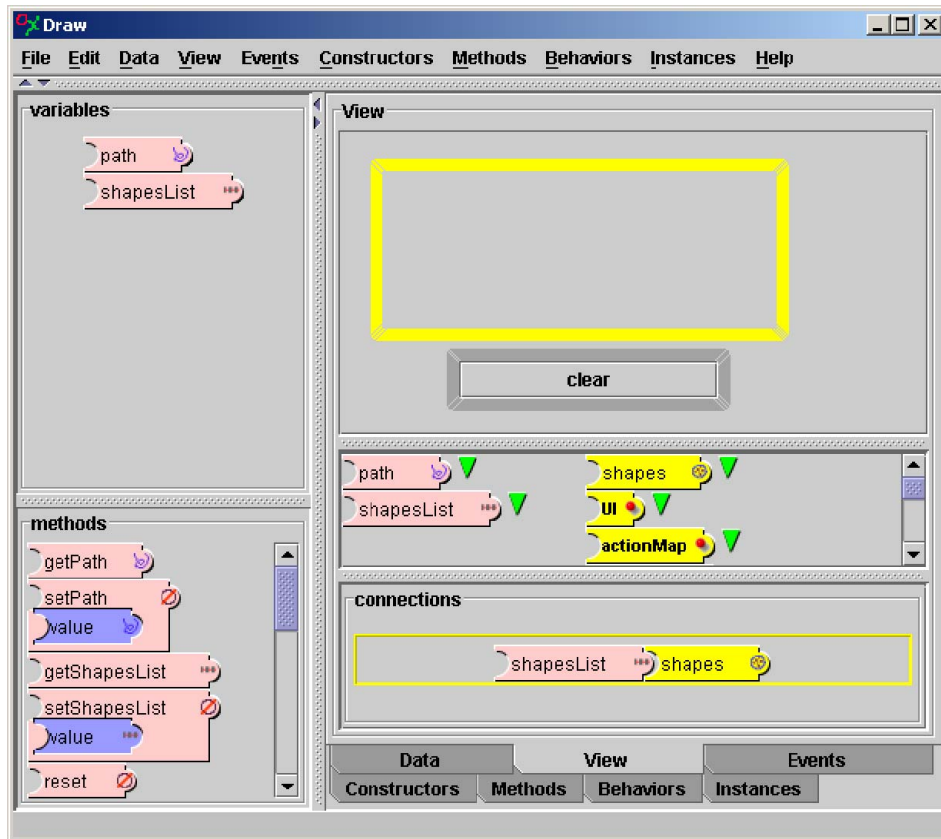 Draw
File Edit Data View Events Constructors Methods Behaviors Instances Help
variables
path
shapesList
methods
getPath
setPath
value
getShapesList
setShapesList
value
reset
View
clear
path shapes
shapesList UI
actionMap
connections
shapesList shapes
Data View Events
Constructors Methods Behaviors Instances